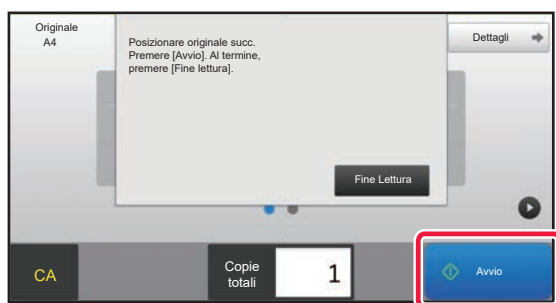 Originale
A4
Posizionare originale succ.
Premere [Avvio]. Al termine,
premere [Fine lettura].
Dettagli
Fine Lettura
CA
Copie
totali
1
Avvio